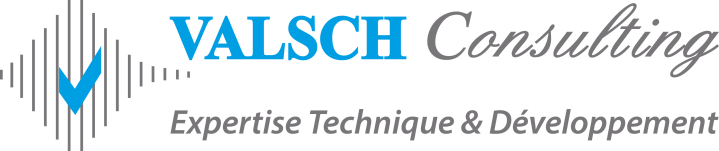 VALSCH Consulting
Expertise Technique & Développement